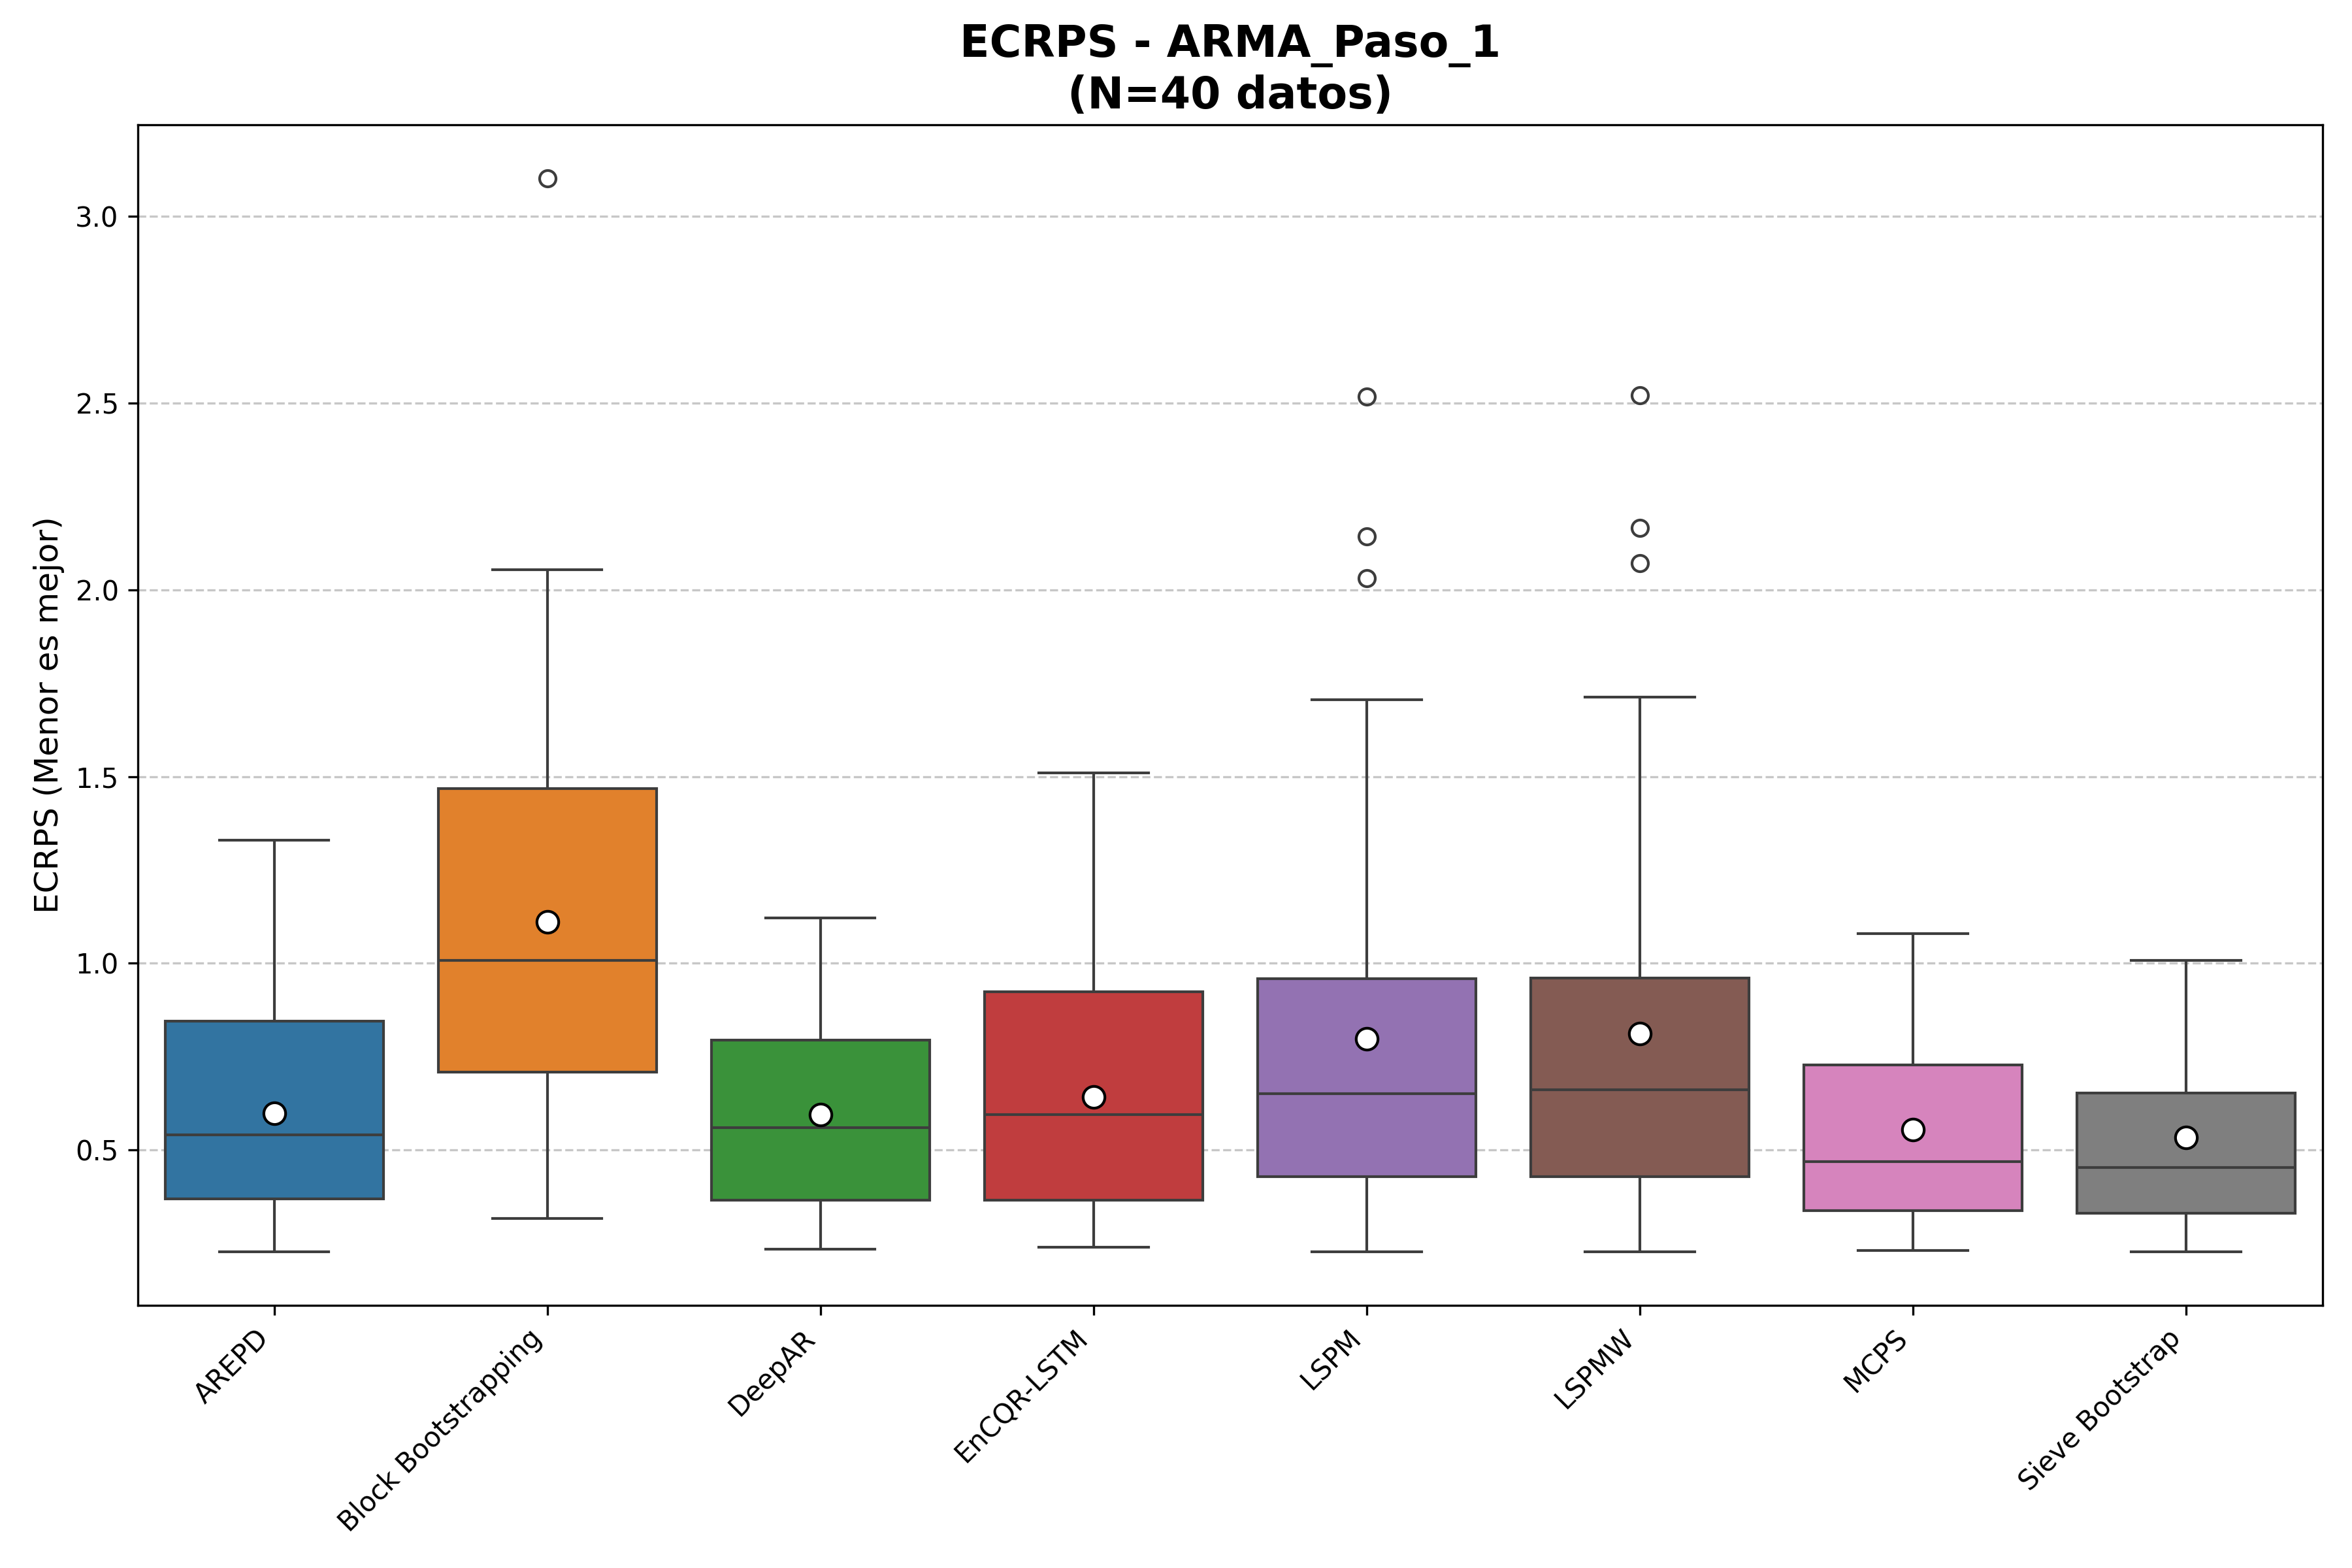 ECRPS - ARMA_Paso_1
(N=40 datos)
ECRPS (Menor es mejor)
3.0
2.5
2.0
1.5
1.0
0.5
AREPD
Block Bootstrapping
DeepAR
EnCQR-LSTM
LSPM
LSPMW
MCPS
Sieve Bootstrap